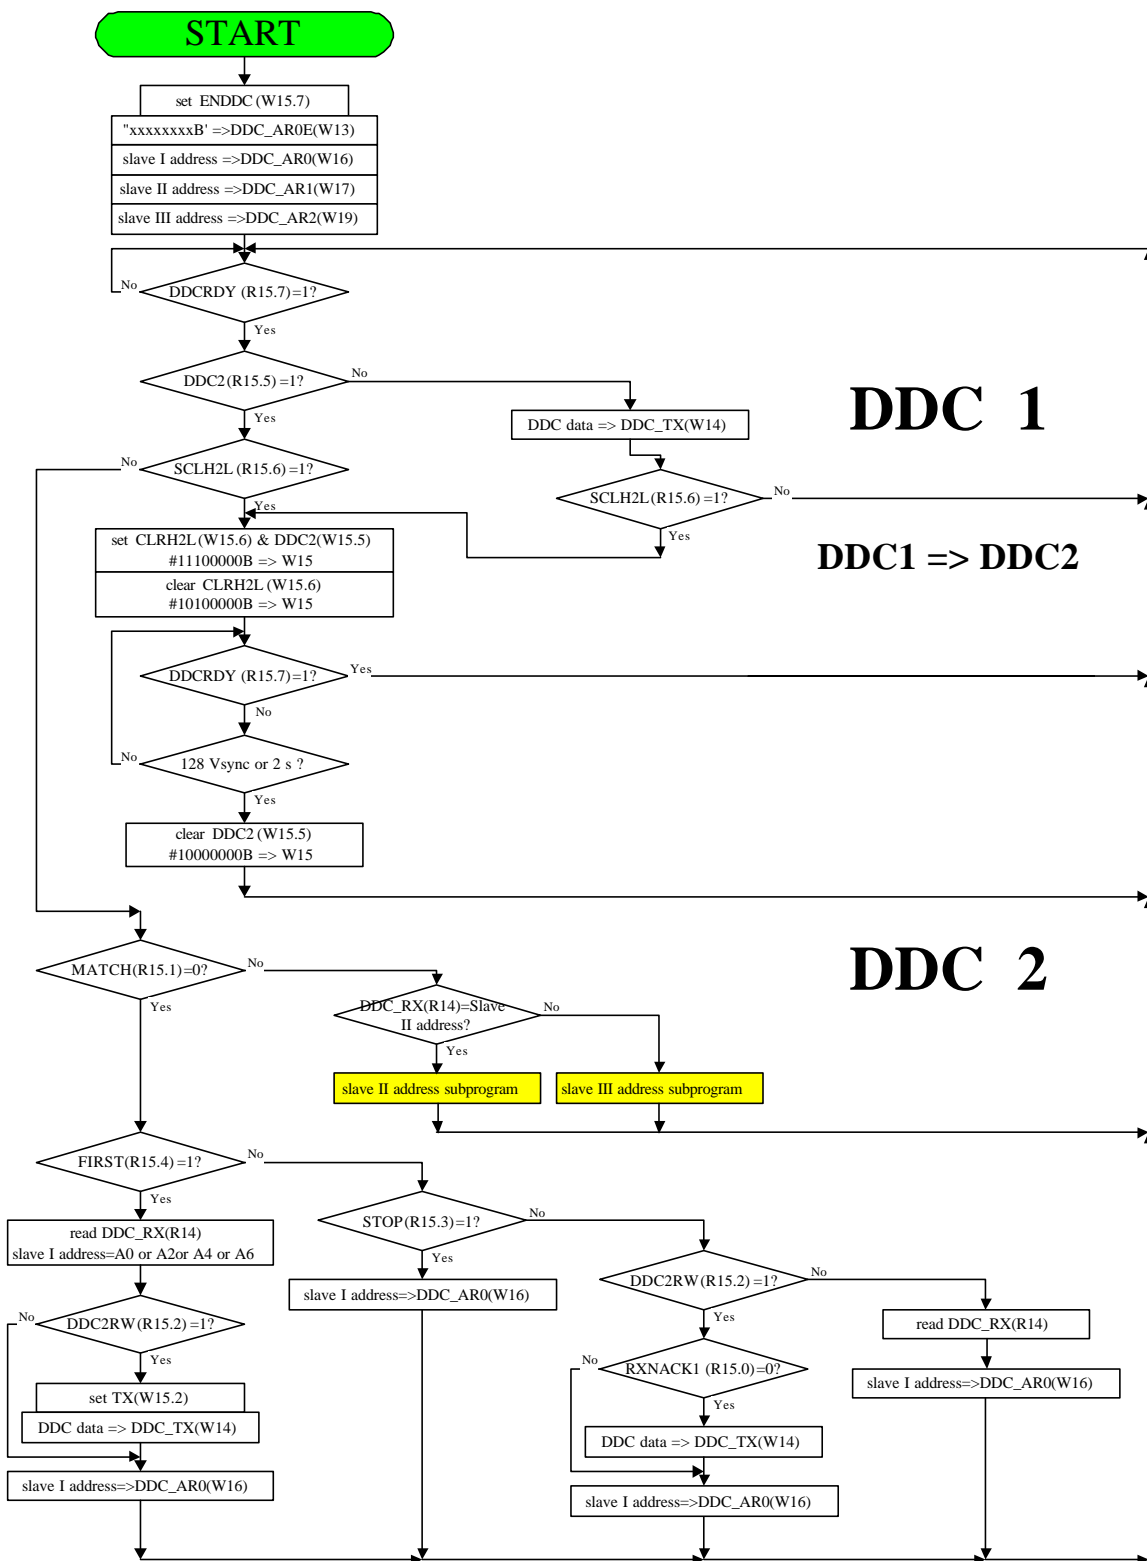 START
set ENDDC (W15.7)
"xxxxxxxxB' =>DDC_AR0E(W13)
slave I address =>DDC_AR0(W16)
slave II address =>DDC_AR1(W17)
slave III address =>DDC_AR2(W19)
No
DDCRDY (R15.7)=1?
Yes
DDC2(R15.5)=1?
No
Yes
DDC data => DDC_TX(W14)
DDC 1
No
SCLH2L (R15.6)=1?
Yes
SCLH2L(R15.6)=1?
No
Yes
set CLRH2L(W15.6) & DDC2(W15.5)
#11100000B => W15
clear CLRH2L (W15.6)
#10100000B => W15
DDC1 => DDC2
DDCRDY (R15.7)=1?
Yes
No
No
128 Vsync or 2 s ?
Yes
clear DDC2 (W15.5)
#10000000B => W15
MATCH(R15.1)=0?
No
Yes
DDC 2
DDC_RX(R14)=Slave
II address?
No
Yes
slave II address subprogram
slave III address subprogram
FIRST(R15.4)=1?
No
Yes
read DDC_RX(R14)
slave I address=A0 or A2or A4 or A6
STOP(R15.3)=1?
No
Yes
slave I address=>DDC_AR0(W16)
DDC2RW(R15.2)=1?
No
Yes
read DDC_RX(R14)
No
DDC2RW(R15.2)=1?
Yes
No
RXNACK1 (R15.0)=0?
Yes
slave I address=>DDC_AR0(W16)
set TX(W15.2)
DDC data => DDC_TX(W14)
DDC data => DDC_TX(W14)
slave I address=>DDC_AR0(W16)
slave I address=>DDC_AR0(W16)